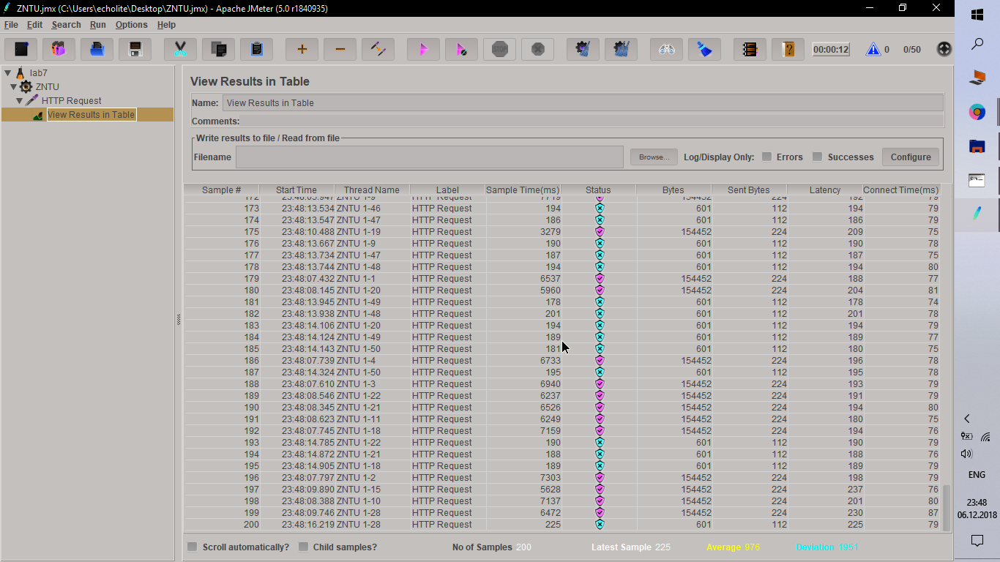 ZNTU.jmx (C:\Users\echolite\Desktop\ZNTU.jmx) - Apache JMeter (5.0 r1840935)
File Edit Search Run Options Help
STOP 00:00:12 0 0/50
lab7
ZNTU
HTTP Request
View Results in Table
View Results in Table
Name: View Results in Table
Comments:
Write results to file / Read from file
Filename Browse... Log/Display Only: Errors Successes Configure
Sample # Start Time Thread Name Label Sample Time(ms) Status Bytes Sent Bytes Latency Connect Time(ms)
172 23:48:05.947 ZNTU 1-9 HTTP Request 7719 154452 224 192 79
173 23:48:13.534 ZNTU 1-46 HTTP Request 194 601 112 194 79
174 23:48:13.547 ZNTU 1-47 HTTP Request 186 601 112 186 79
175 23:48:10.488 ZNTU 1-19 HTTP Request 3279 154452 224 209 75
176 23:48:13.667 ZNTU 1-9 HTTP Request 190 601 112 190 78
177 23:48:13.734 ZNTU 1-47 HTTP Request 187 601 112 187 75
178 23:48:13.744 ZNTU 1-48 HTTP Request 194 601 112 194 80
179 23:48:07.432 ZNTU 1-1 HTTP Request 6537 154452 224 188 77
180 23:48:08.145 ZNTU 1-20 HTTP Request 5960 154452 224 204 81
181 23:48:13.945 ZNTU 1-49 HTTP Request 178 601 112 178 74
182 23:48:13.938 ZNTU 1-48 HTTP Request 201 601 112 201 78
183 23:48:14.106 ZNTU 1-20 HTTP Request 194 601 112 194 79
184 23:48:14.124 ZNTU 1-49 HTTP Request 189 601 112 189 77
185 23:48:14.143 ZNTU 1-50 HTTP Request 181 601 112 180 75
186 23:48:07.739 ZNTU 1-4 HTTP Request 6733 154452 224 196 78
187 23:48:14.324 ZNTU 1-50 HTTP Request 195 601 112 195 78
188 23:48:07.610 ZNTU 1-3 HTTP Request 6940 154452 224 193 79
189 23:48:08.546 ZNTU 1-22 HTTP Request 6237 154452 224 191 79
190 23:48:08.345 ZNTU 1-21 HTTP Request 6526 154452 224 194 80
191 23:48:08.623 ZNTU 1-11 HTTP Request 6249 154452 224 180 75
192 23:48:07.745 ZNTU 1-18 HTTP Request 7159 154452 224 194 76
193 23:48:14.785 ZNTU 1-22 HTTP Request 190 601 112 190 79
194 23:48:14.872 ZNTU 1-21 HTTP Request 188 601 112 188 76
195 23:48:14.905 ZNTU 1-18 HTTP Request 189 601 112 189 79
196 23:48:07.797 ZNTU 1-2 HTTP Request 7303 154452 224 198 79
197 23:48:09.890 ZNTU 1-15 HTTP Request 5628 154452 224 237 76
198 23:48:08.388 ZNTU 1-10 HTTP Request 7137 154452 224 201 80
199 23:48:09.746 ZNTU 1-28 HTTP Request 6472 154452 224 230 87
200 23:48:16.219 ZNTU 1-28 HTTP Request 225 601 112 225 79
Scroll automatically? Child samples? No of Samples 200 Latest Sample 225 Average 976 Deviation 1951
ENG
23:48
06.12.2018